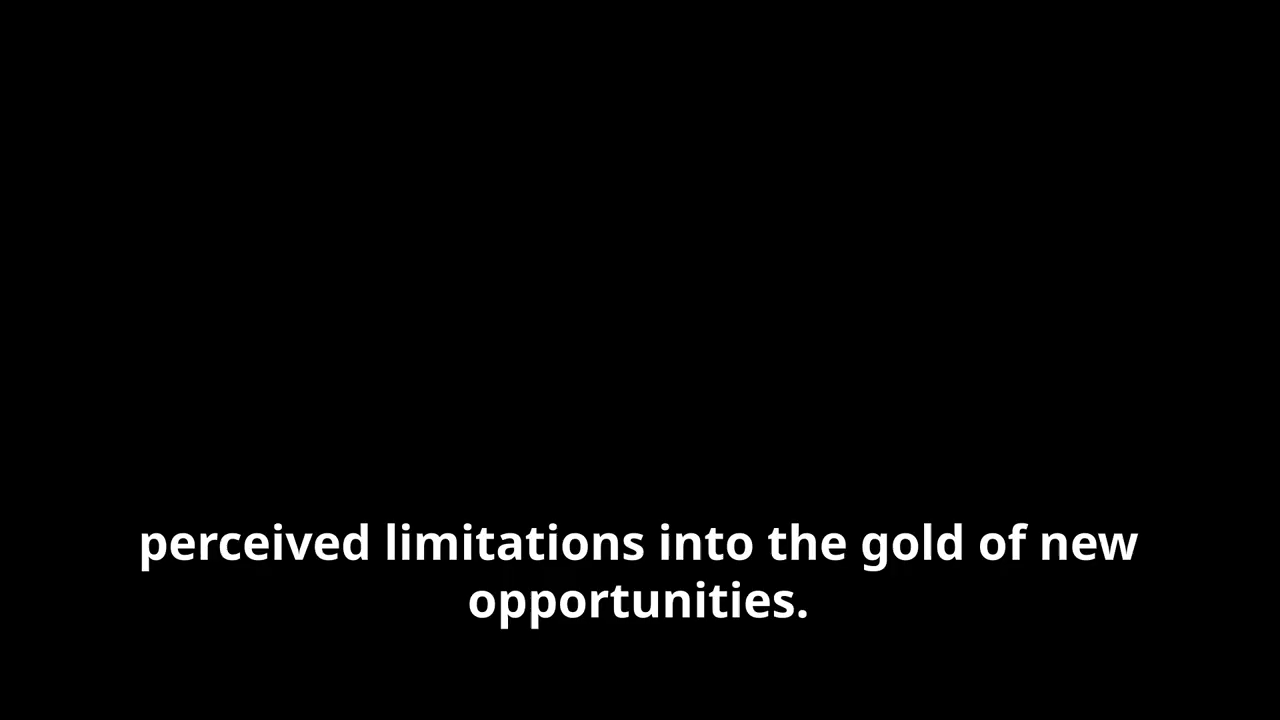 perceived limitations into the gold of new
opportunities.